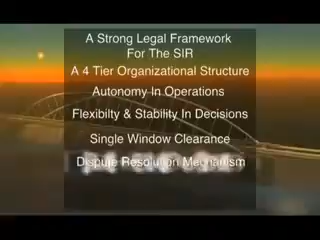 A Strong Legal Framework
For The SIR
A 4 Tier Organizational Structure
Autonomy In Operations
Flexibilty & Stability In Decisions
Single Window Clearance
Dispute Resolution Mechanism